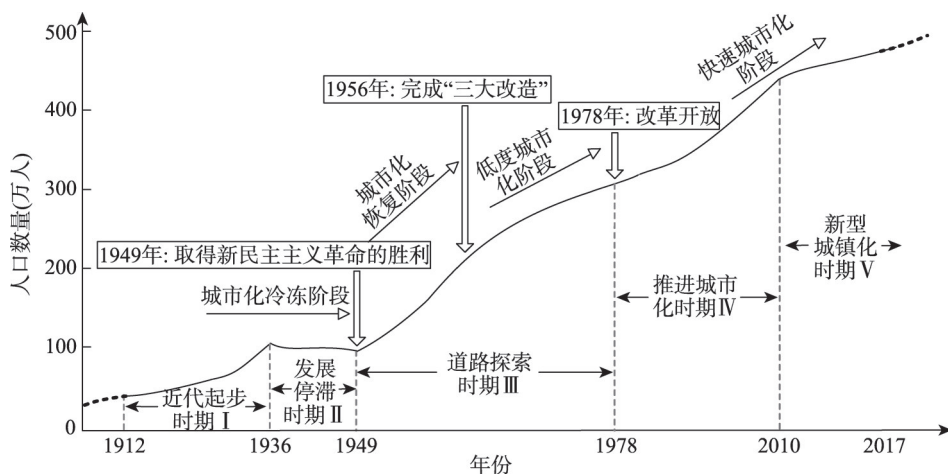 500
400
300
200
100
0
人口数量(万人)
快速城市化
阶段
1956年: 完成“三大改造”
1978年: 改革开放
城市化
恢复阶段
低度城市
化阶段
1949年: 取得新民主主义革命的胜利
城市化冷冻阶段
新型
城镇化
时期Ⅴ
推进城市
化时期Ⅳ
道路探索
时期Ⅲ
发展
停滞
时期Ⅱ
近代起步
时期Ⅰ
1912
1936
1949
1978
2010
2017
年份